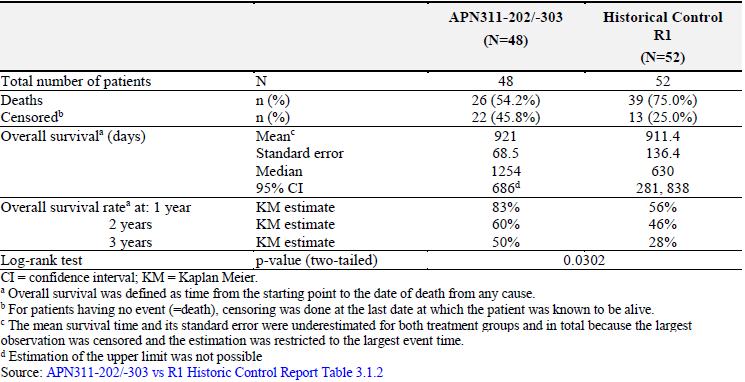 APN311-202/-303 Historical Control
(N=48) R1
(N=52)
Total number of patients N 48 52
Deaths n (%) 26 (54.2%) 39 (75.0%)
Censoredb n (%) 22 (45.8%) 13 (25.0%)
Overall survivala (days) Meanc 921 911.4
Standard error 68.5 136.4
Median 1254 630
95% CI 686d 281, 838
Overall survival ratea at: 1 year KM estimate 83% 56%
2 years KM estimate 60% 46%
3 years KM estimate 50% 28%
Log-rank test p-value (two-tailed) 0.0302
CI = confidence interval; KM = Kaplan Meier.
a Overall survival was defined as time from the starting point to the date of death from any cause.
b For patients having no event (=death), censoring was done at the last date at which the patient was known to be alive.
c The mean survival time and its standard error were underestimated for both treatment groups and in total because the largest
observation was censored and the estimation was restricted to the largest event time.
d Estimation of the upper limit was not possible
Source: APN311-202/-303 vs R1 Historic Control Report Table 3.1.2